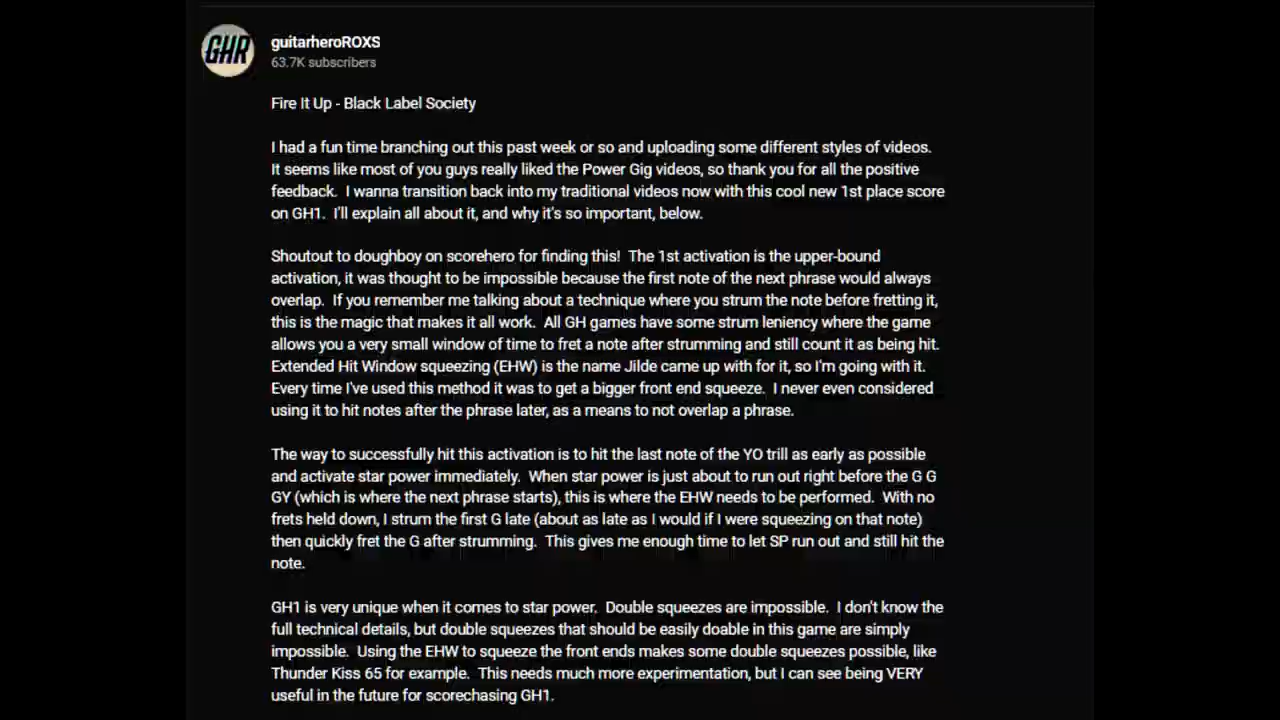 GHR
guitarheroROXS
63.7K subscribers
Fire It Up - Black Label Society
I had a fun time branching out this past week or so and uploading some different styles of videos.
It seems like most of you guys really liked the Power Gig videos, so thank you for all the positive
feedback.  I wanna transition back into my traditional videos now with this cool new 1st place score
on GH1.  I'll explain all about it, and why it's so important, below.
Shoutout to doughboy on scorehero for finding this!  The 1st activation is the upper-bound
activation, it was thought to be impossible because the first note of the next phrase would always
overlap.  If you remember me talking about a technique where you strum the note before fretting it,
this is the magic that makes it all work.  All GH games have some strum leniency where the game
allows you a very small window of time to fret a note after strumming and still count it as being hit.
Extended Hit Window squeezing (EHW) is the name Jilde came up with for it, so I'm going with it.
Every time I've used this method it was to get a bigger front end squeeze.  I never even considered
using it to hit notes after the phrase later, as a means to not overlap a phrase.
The way to successfully hit this activation is to hit the last note of the YO trill as early as possible
and activate star power immediately.  When star power is just about to run out right before the G G
GY (which is where the next phrase starts), this is where the EHW needs to be performed.  With no
frets held down, I strum the first G late (about as late as I would if I were squeezing on that note)
then quickly fret the G after strumming.  This gives me enough time to let SP run out and still hit the
note.
GH1 is very unique when it comes to star power.  Double squeezes are impossible.  I don't know the
full technical details, but double squeezes that should be easily doable in this game are simply
impossible.  Using the EHW to squeeze the front ends makes some double squeezes possible, like
Thunder Kiss 65 for example.  This needs much more experimentation, but I can see being VERY
useful in the future for scorechasing GH1.